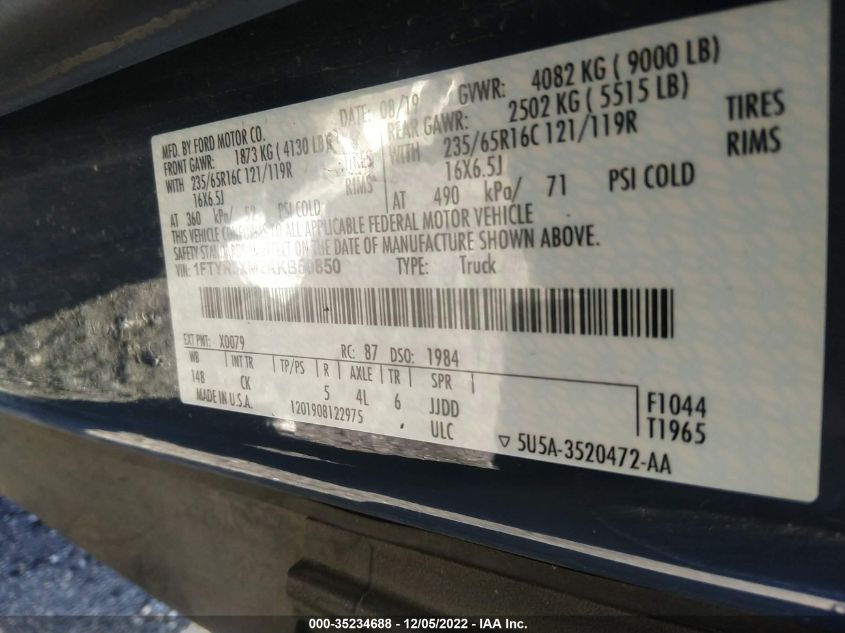 MFD. BY FORD MOTOR CO.
DATE: 08/19
GVWR: 4082 KG ( 9000 LB)
FRONT GAWR: 1873 KG ( 4130 LB)
REAR GAWR: 2502 KG ( 5515 LB)
WITH 235/65R16C 121/119R TIRES
WITH 235/65R16C 121/119R TIRES
16X6.5J RIMS
16X6.5J RIMS
AT 360 kPa/ PSI COLD
AT 490 kPa/ 71 PSI COLD
THIS VEHICLE CONFORMS TO ALL APPLICABLE FEDERAL MOTOR VEHICLE
SAFETY IN EFFECT ON THE DATE OF MANUFACTURE SHOWN ABOVE.
VIN: TYPE: Truck
EXT PNT: X0079 RC: 87 DSO: 1984
WB INT TR TP/PS R AXLE TR SPR
148 CK 5 4L 6 JJDD
MADE IN U.S.A. 1201908122975 ULC
F1044
T1965
▽ 5U5A-3520472-AA
000-35234688 - 12/05/2022 - IAA Inc.